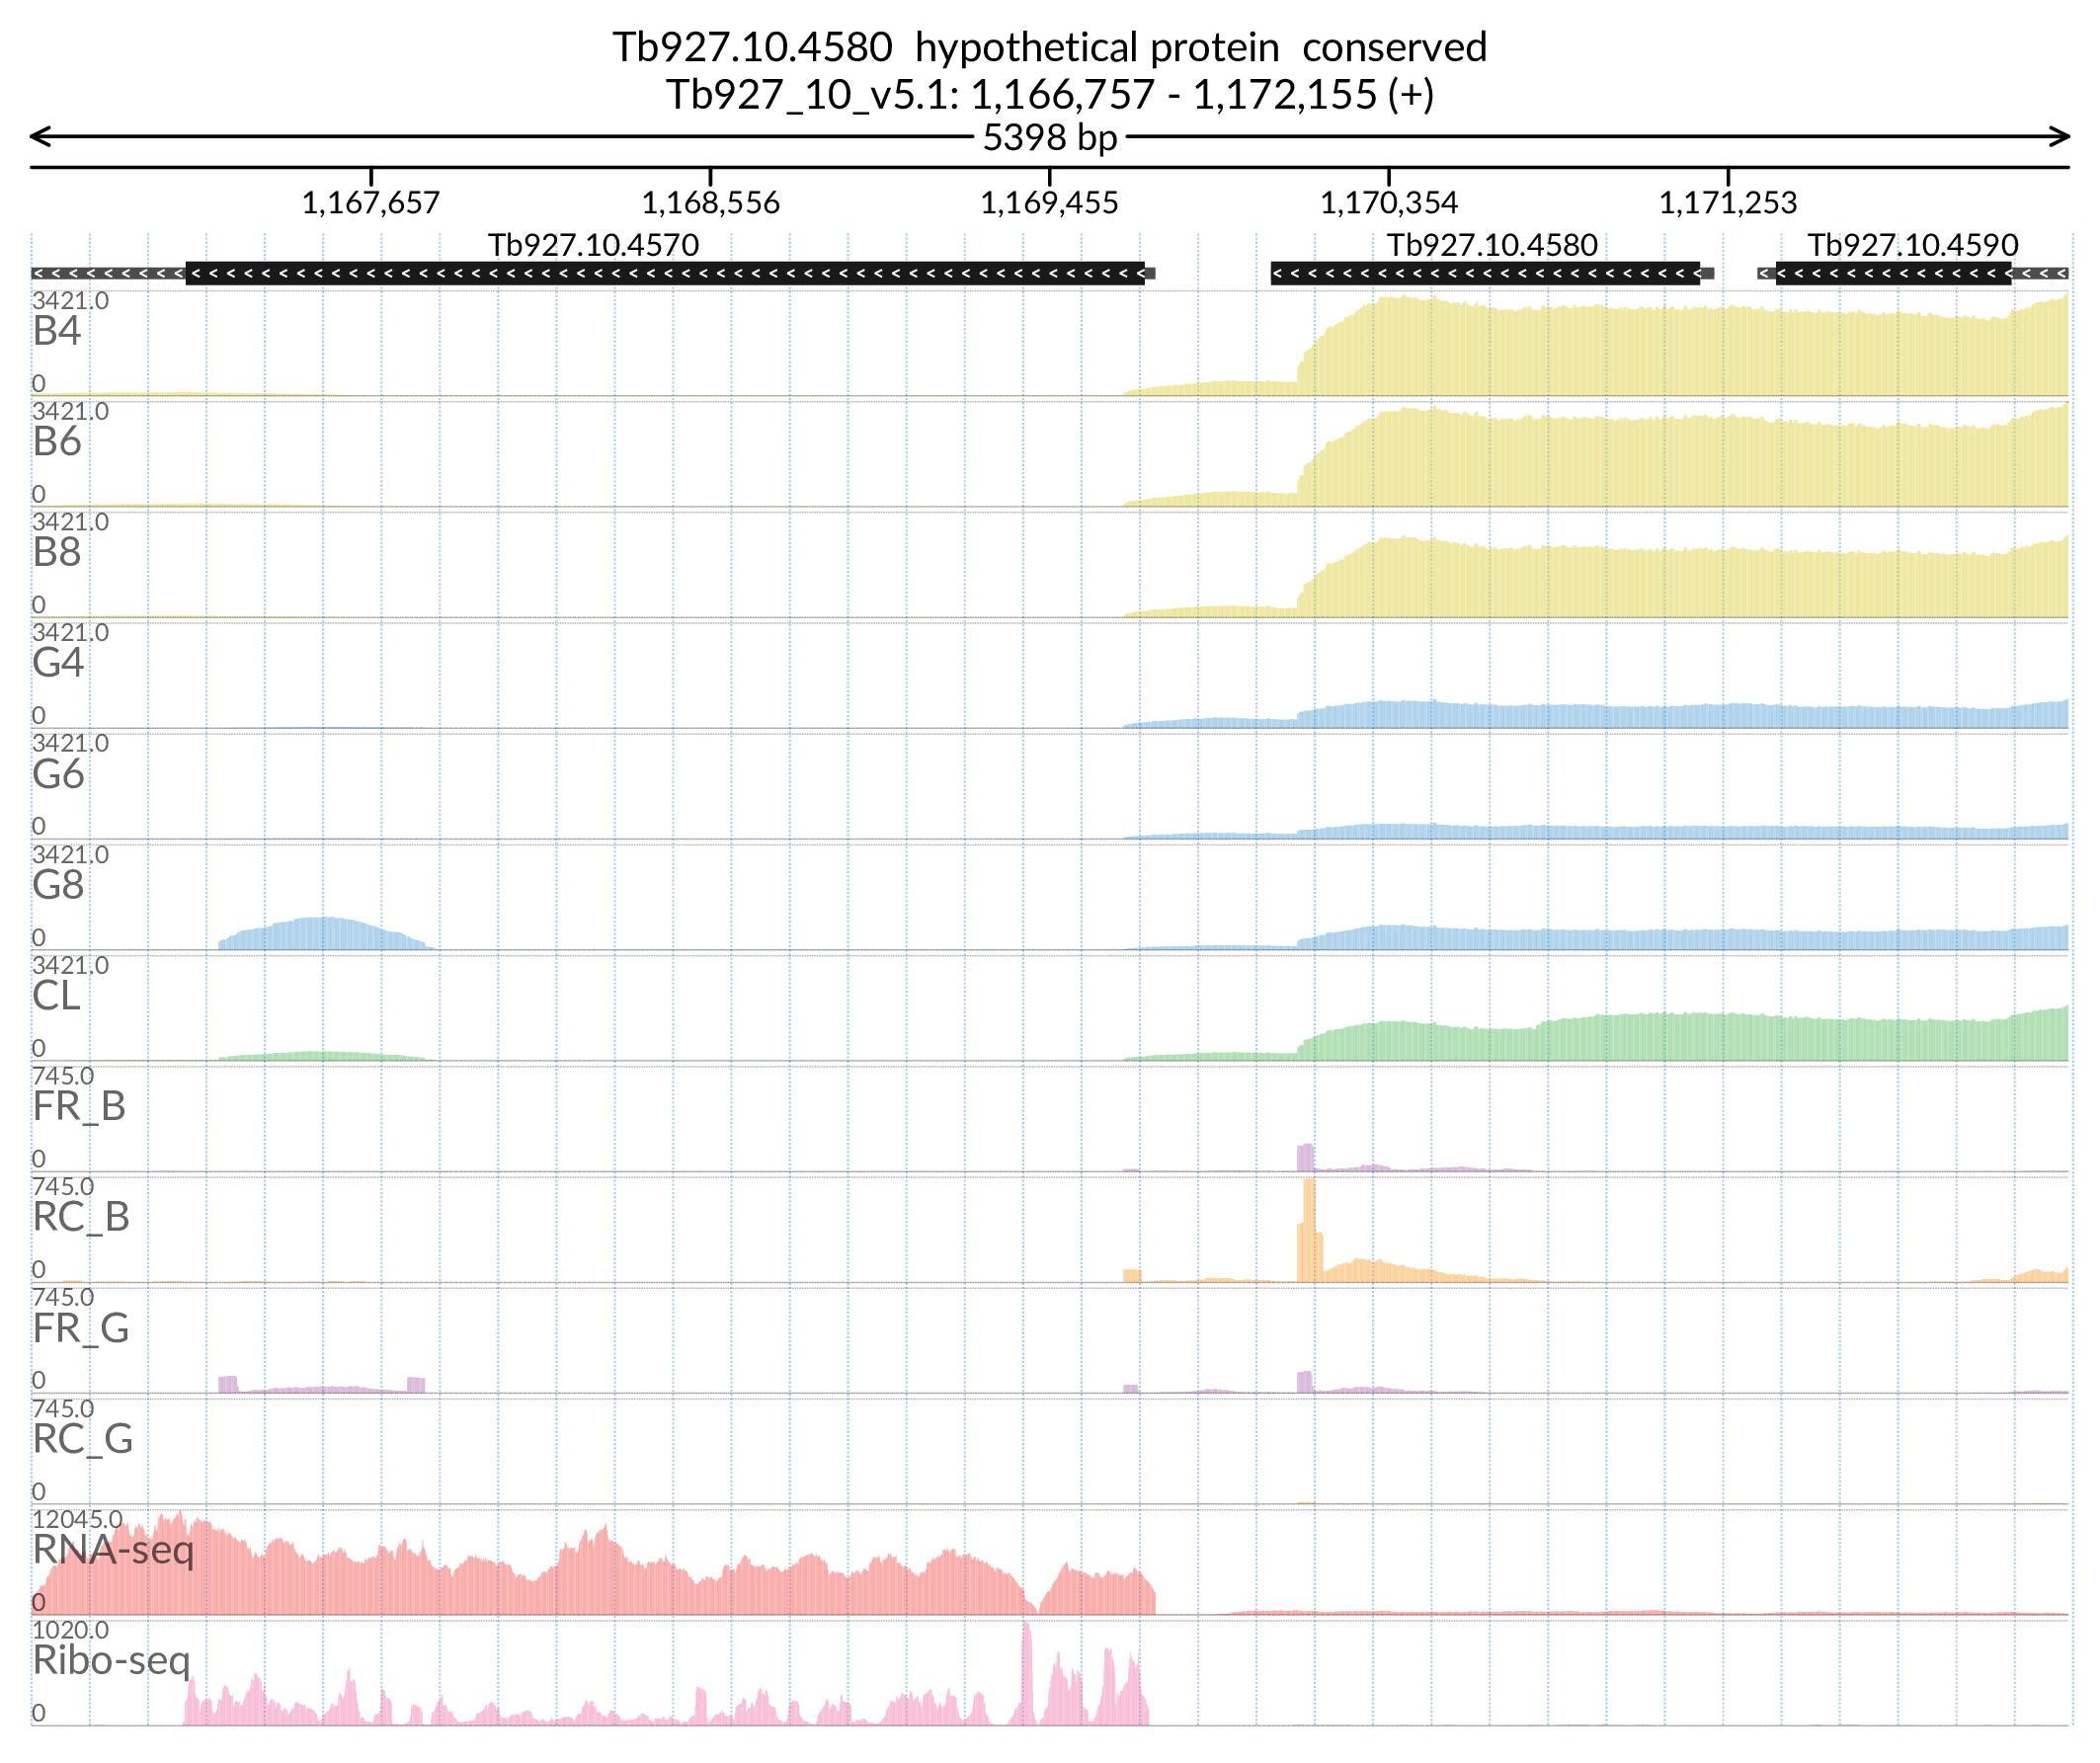 Tb927.10.4580  hypothetical protein  conserved
Tb927_10_v5.1: 1,166,757 - 1,172,155 (+)
5398 bp
1,167,657 1,168,556 1,169,455 1,170,354 1,171,253
Tb927.10.4570 Tb927.10.4580 Tb927.10.4590
3421.0
B4
0
3421.0
B6
0
3421.0
B8
0
3421.0
G4
0
3421.0
G6
0
3421.0
G8
0
3421.0
CL
0
745.0
FR_B
0
745.0
RC_B
0
745.0
FR_G
0
745.0
RC_G
0
12045.0
RNA-seq
0
1020.0
Ribo-seq
0